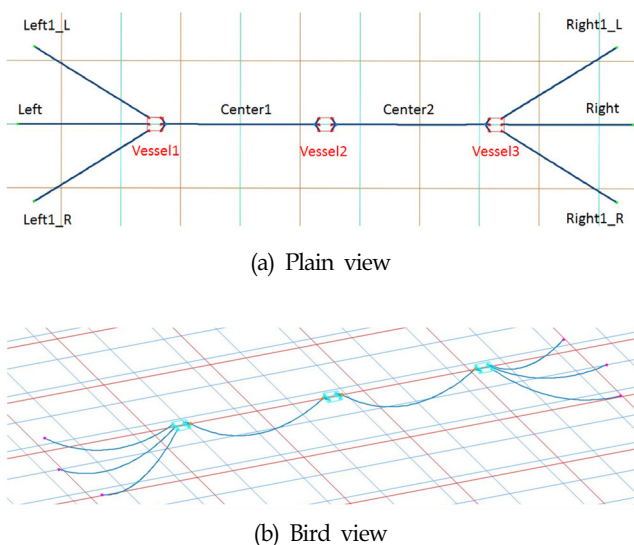 Left1_L
Right1_L
Left
Center1
Center2
Right
Vessel1
Vessel2
Vessel3
Left1_R
Right1_R
(a) Plain view
(b) Bird view